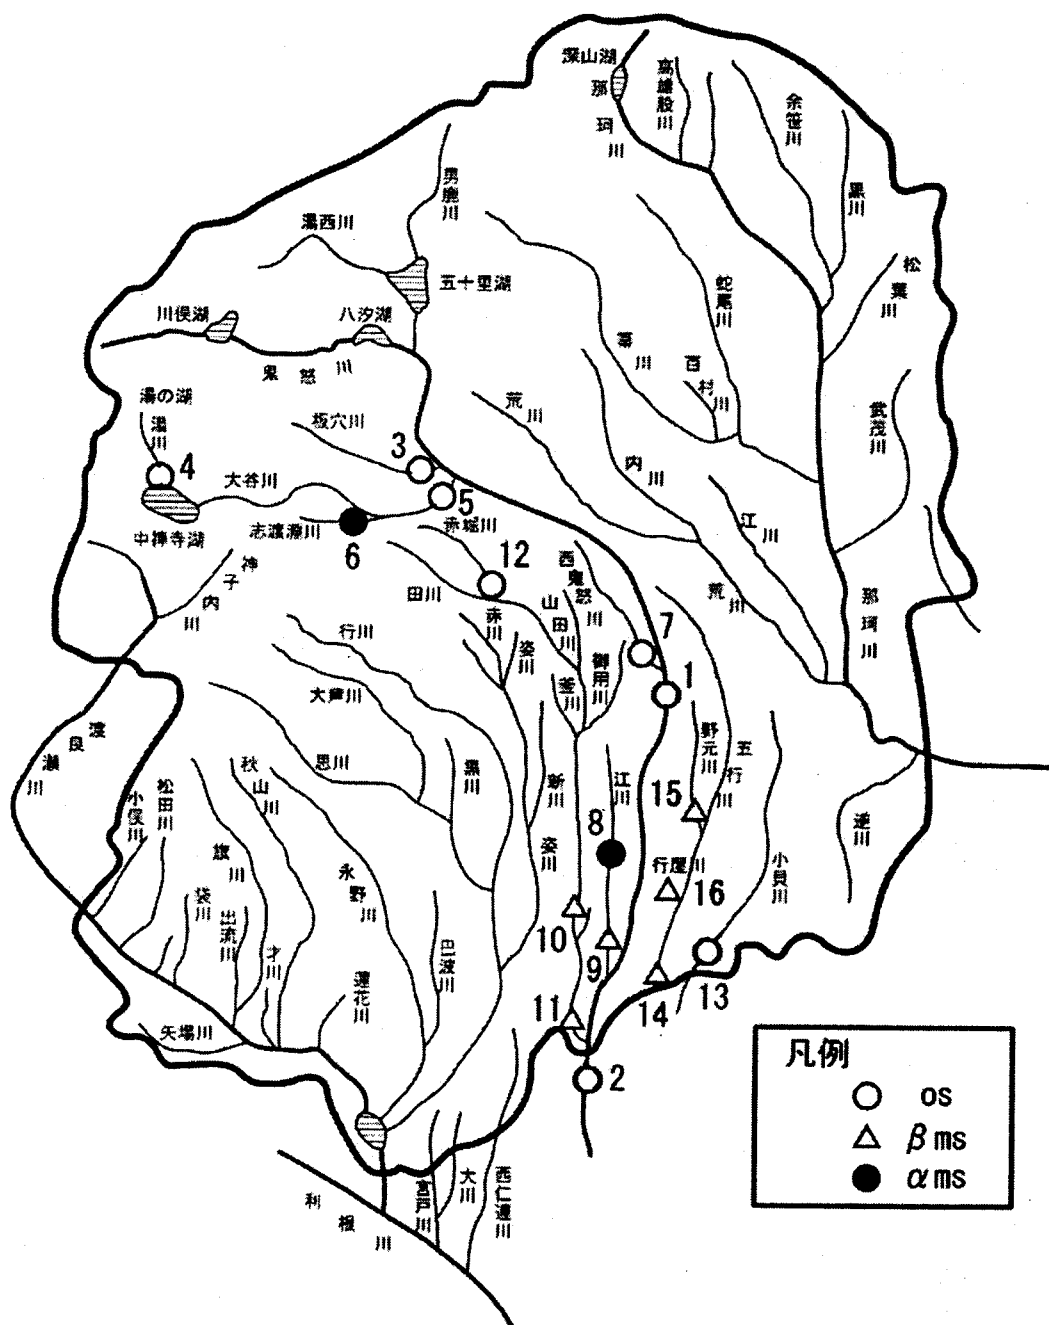 深山湖
那珂川
高雄股川
余笹川
黒川
男鹿川
湯西川
松葉川
五十里湖
蛇尾川
川俣湖
八汐湖
箒川
百村川
鬼怒川
湯の湖
湯川
板穴川
荒川
武茂川
3
4
大谷川
内川
5
江川
中禅寺湖
志渡淵川
赤堀川
6
12
神子内川
田川
西鬼怒川
山田川
荒川
那珂川
赤川
行川
姿川
7
御用川
大芦川
釜川
1
渡良瀬川
野元川
五行川
思川
秋山川
黒川
新川
江川
松田川
小俣川
15
8
逆川
旗川
姿川
行屋川
小貝川
永野川
16
袋川
出流川
10
巴波川
才川
9
蓮花川
13
11
14
矢場川
2
凡例
os
βms
αms
大川
西仁連川
宮戸川
利根川